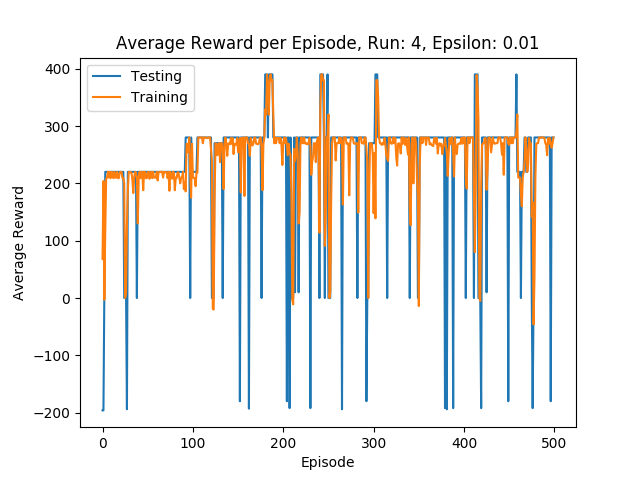 Average Reward per Episode, Run: 4, Epsilon: 0.01
Testing
Training
Average Reward
400
300
200
100
0
−100
−200
0
100
200
300
400
500
Episode